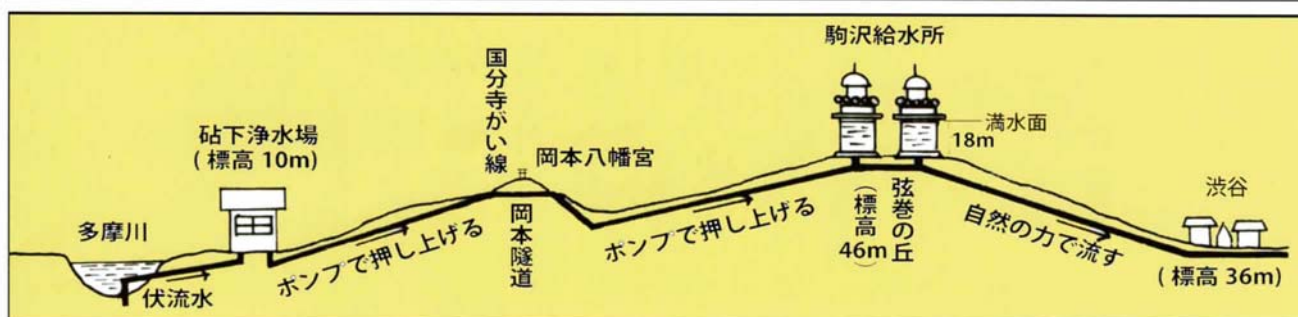 多摩川
伏流水
砧下浄水場
(標高 10m)
ポンプで押し上げる
国分寺がい線
岡本八幡宮
岡本隧道
ポンプで押し上げる
駒沢給水所
満水面
18m
弦巻の丘
(標高46m)
自然の力で流す
渋谷
(標高 36m)